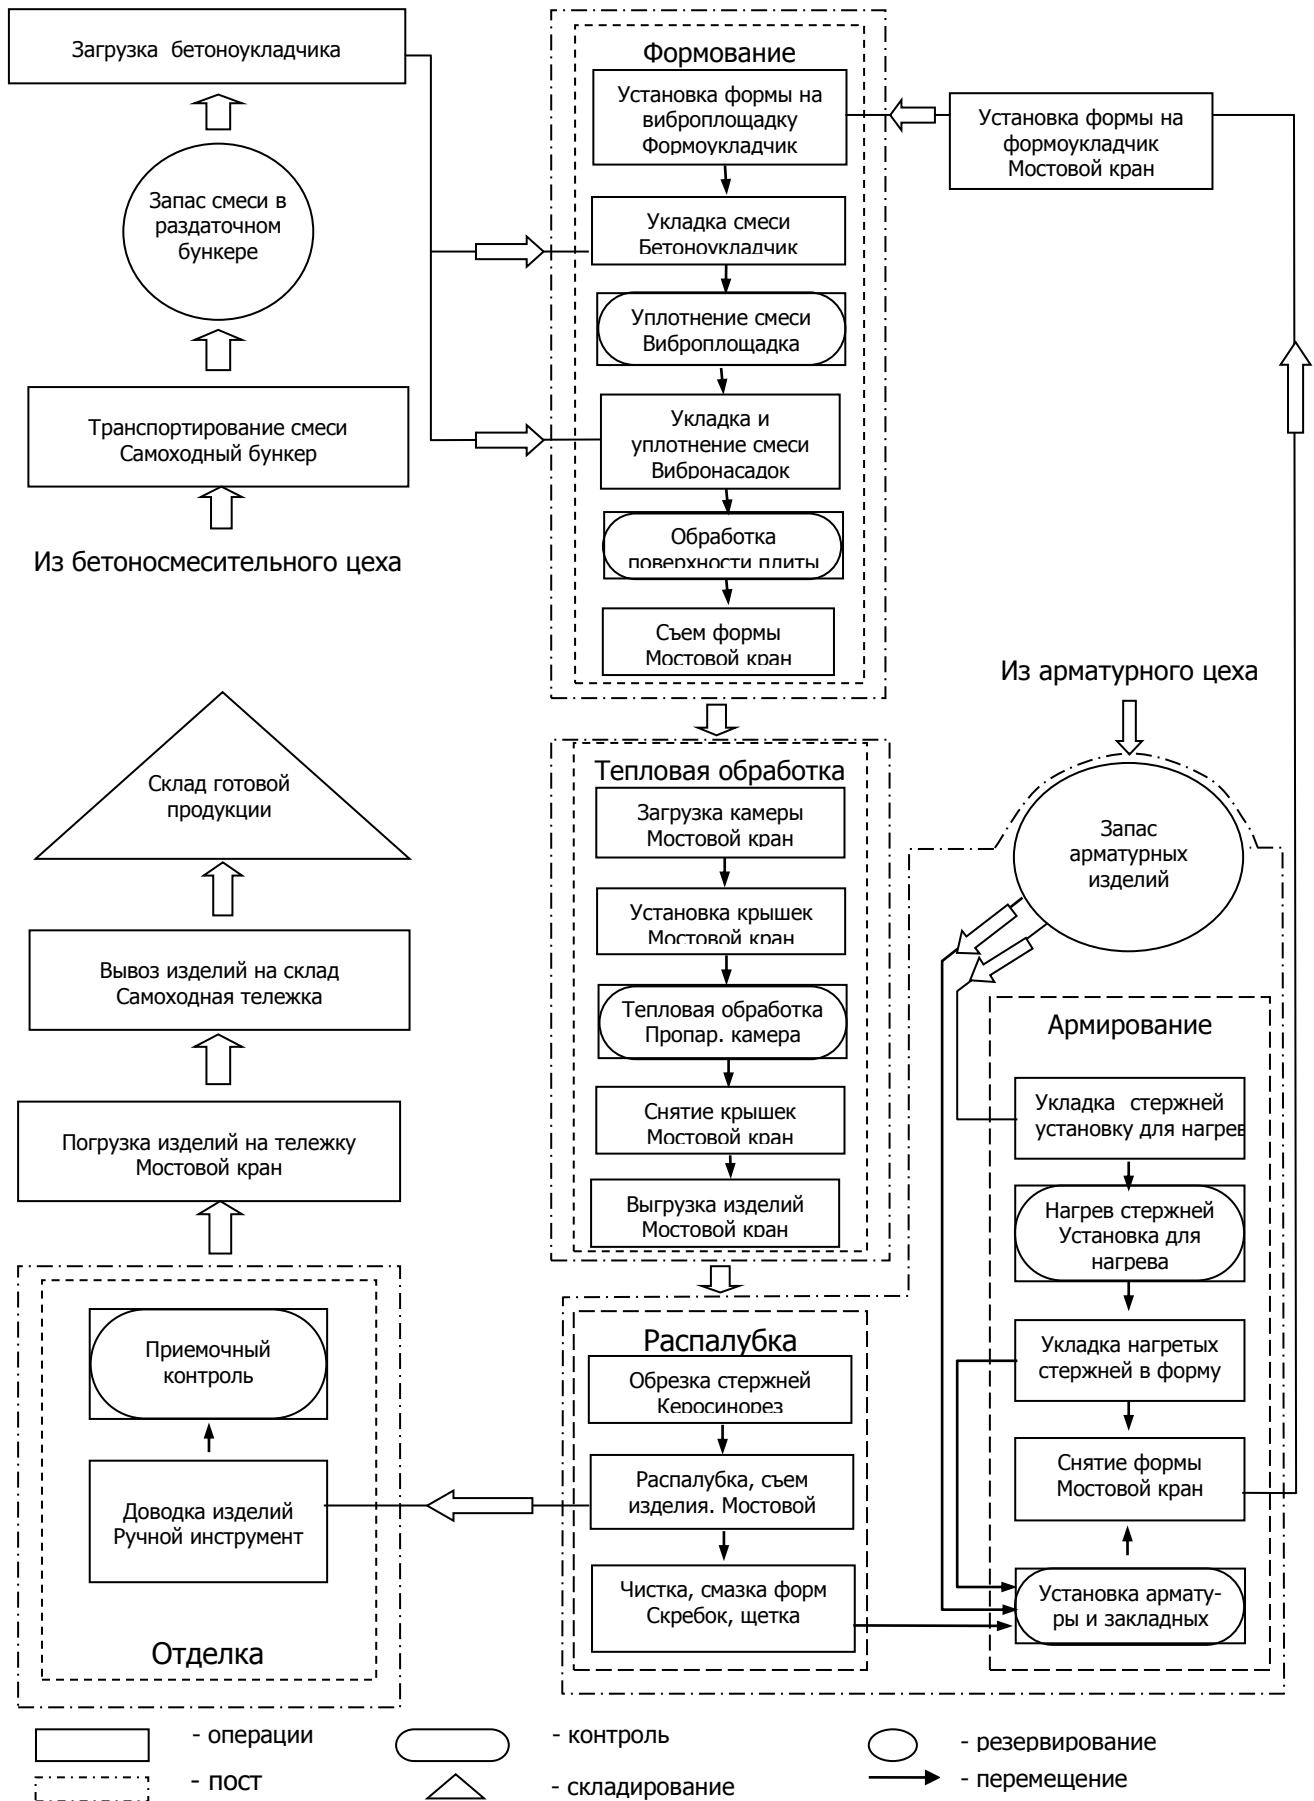 Загрузка бетоноукладчика
Запас смеси в
раздаточном
бункере
Транспортирование смеси
Самоходный бункер
Из бетоносмесительного цеха
Формование
Установка формы на
виброплощадку
Формоукладчик
Укладка смеси
Бетоноукладчик
Уплотнение смеси
Виброплощадка
Укладка и
уплотнение смеси
Вибронасадок
Обработка
поверхности плиты
Съем формы
Мостовой кран
Установка формы на
формоукладчик
Мостовой кран
Из арматурного цеха
Запас
арматурных
изделий
Склад готовой
продукции
Вывоз изделий на склад
Самоходная тележка
Погрузка изделий на тележку
Мостовой кран
Тепловая обработка
Загрузка камеры
Мостовой кран
Установка крышек
Мостовой кран
Тепловая обработка
Пропар. камера
Снятие крышек
Мостовой кран
Выгрузка изделий
Мостовой кран
Армирование
Укладка стержней
установку для нагрев
Нагрев стержней
Установка для
нагрева
Укладка нагретых
стержней в форму
Снятие формы
Мостовой кран
Установка армату-
ры и закладных
Приемочный
контроль
Доводка изделий
Ручной инструмент
Отделка
Распалубка
Обрезка стержней
Керосинорез
Распалубка, съем
изделия. Мостовой
Чистка, смазка форм
Скребок, щетка
- операции
- контроль
- резервирование
- пост
- складирование
- перемещение